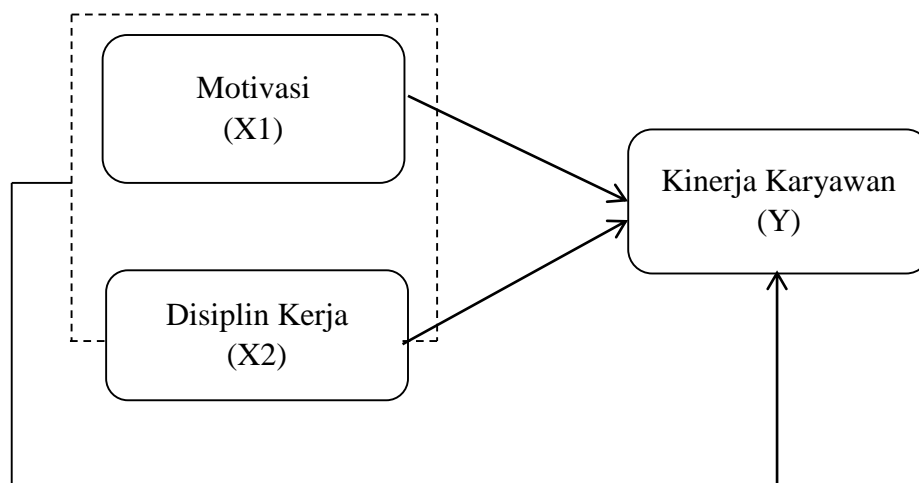 Motivasi
(X1)
Kinerja Karyawan
(Y)
Disiplin Kerja
(X2)